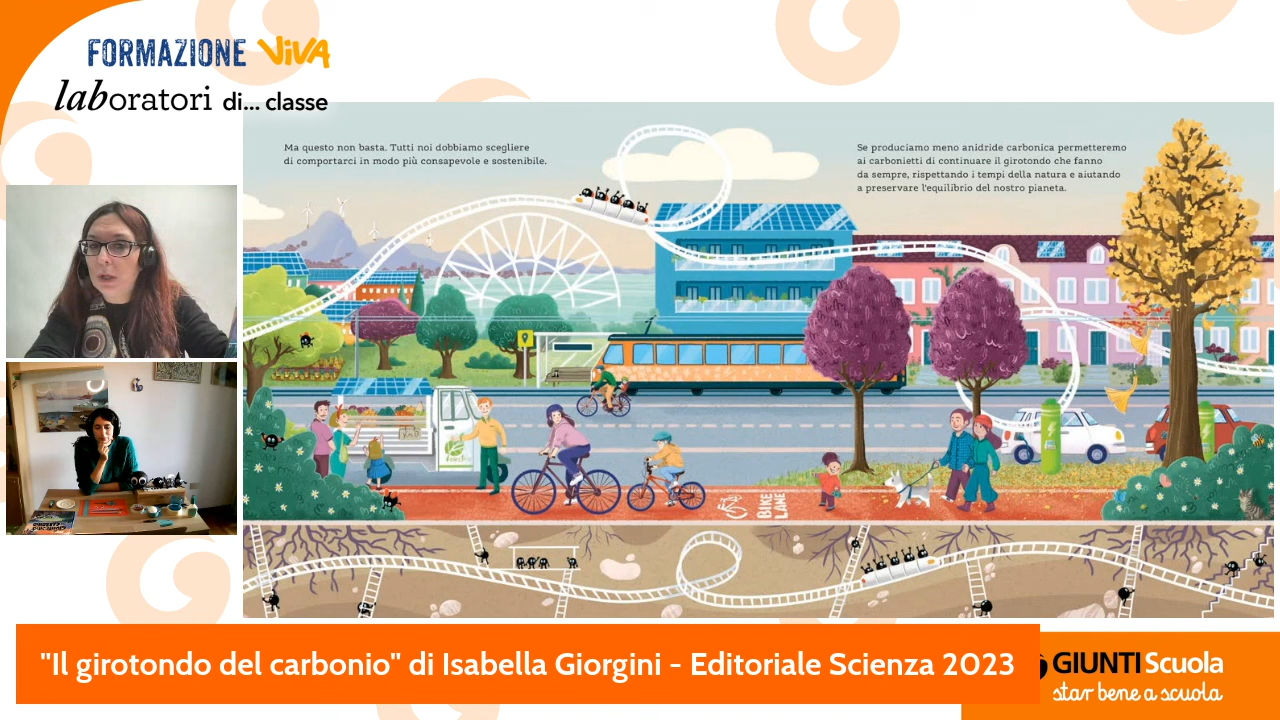 FORMAZIONE VIVA
laboratori di... classe
Ma questo non basta. Tutti noi dobbiamo scegliere
di comportarci in modo più consapevole e sostenibile.
Se produciamo meno anidride carbonica permetteremo
ai carbonietti di continuare il girotondo che fanno
da sempre, rispettando i tempi della natura e aiutando
a preservare l'equilibrio del nostro pianeta.
BIKE
LANE
"Il girotondo del carbonio" di Isabella Giorgini - Editoriale Scienza 2023
GIUNTI Scuola
star bene a scuola